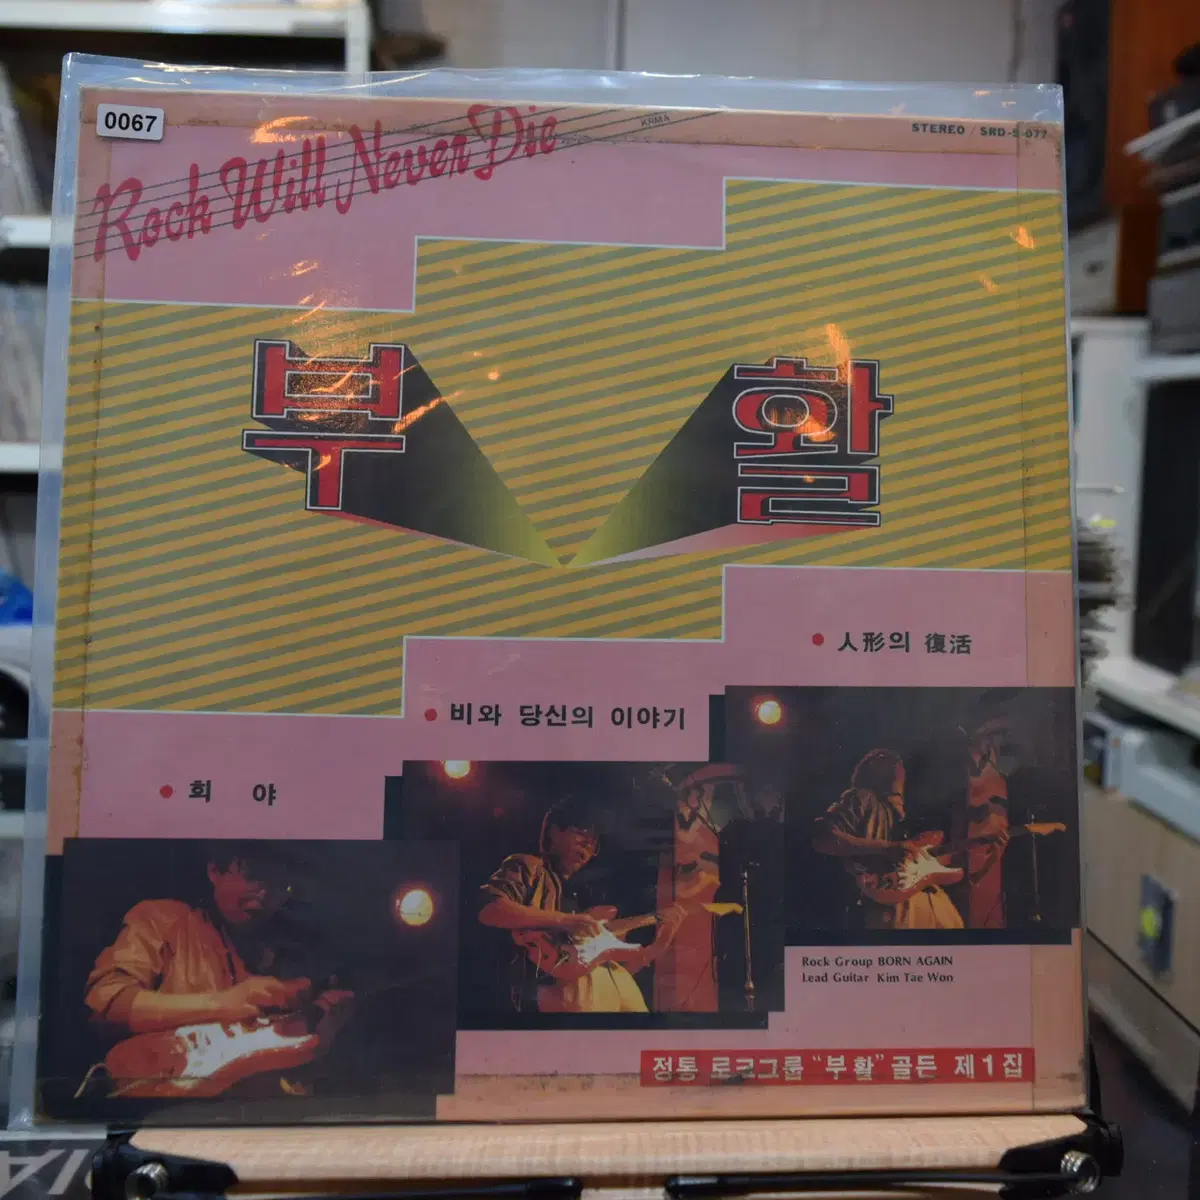 0067
Rock Will Never Die
KRMA
STEREO / SRD-S-077
부활
• 人形의 復活
• 비와 당신의 이야기
• 희 야
Rock Group BORN AGAIN
Lead Guitar Kim Tae Won
정통 로크그룹 "부활" 골든 제1집